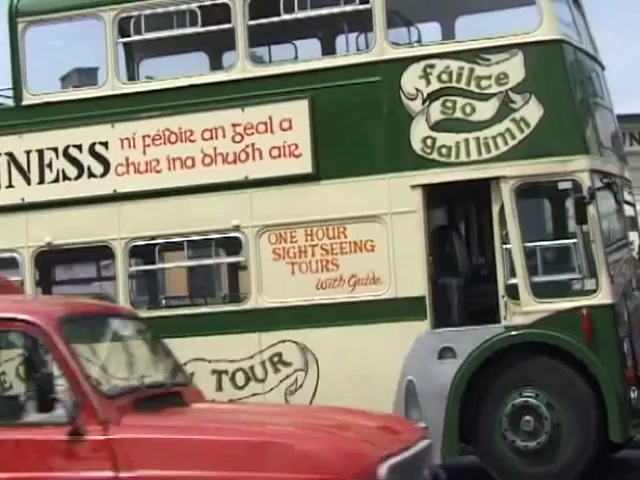 fáilte
go
gaillimh
NESS
ní féidir an geal a
chur ina dhubh air
ONE HOUR
SIGHTSEEING
TOURS
with Guide.
TOUR